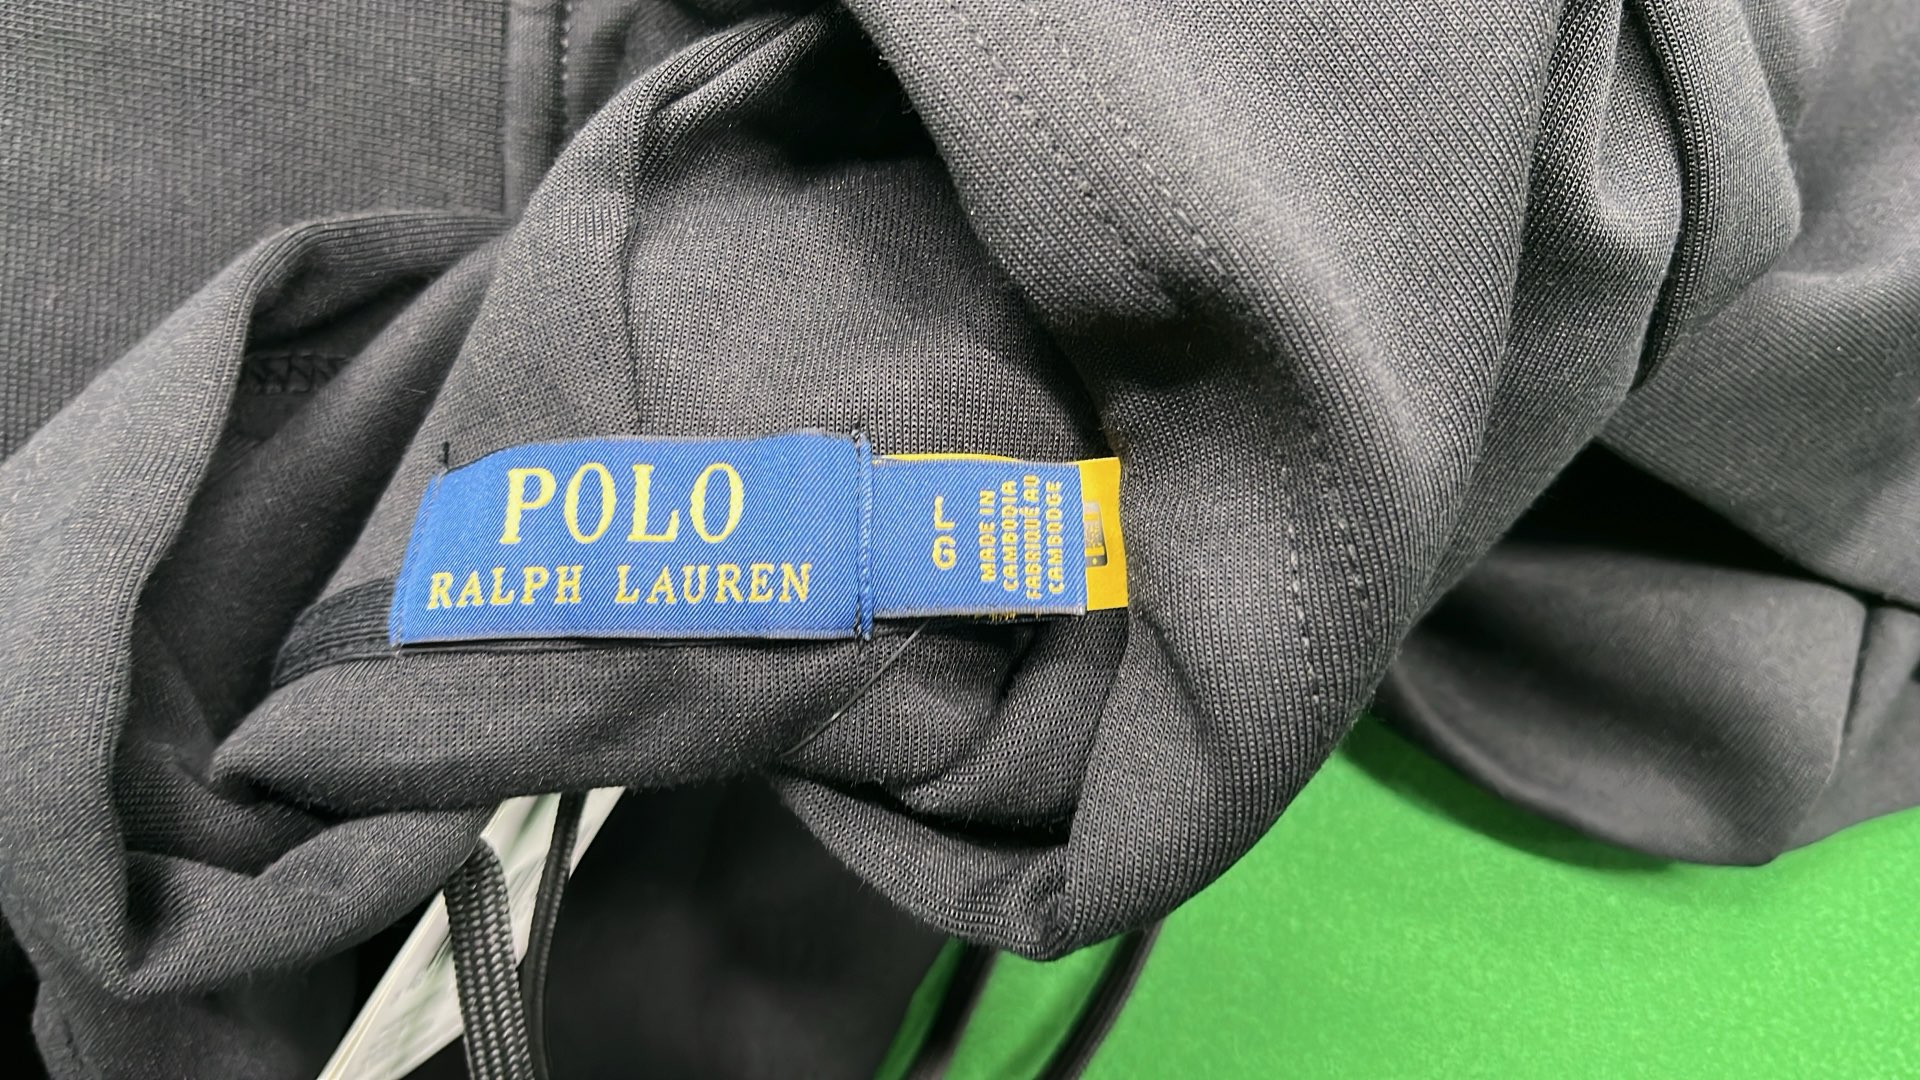 POLO
RALPH LAUREN
L
G
MADE IN
CAMBODIA
FABRIQUÉ AU
CAMBODGE